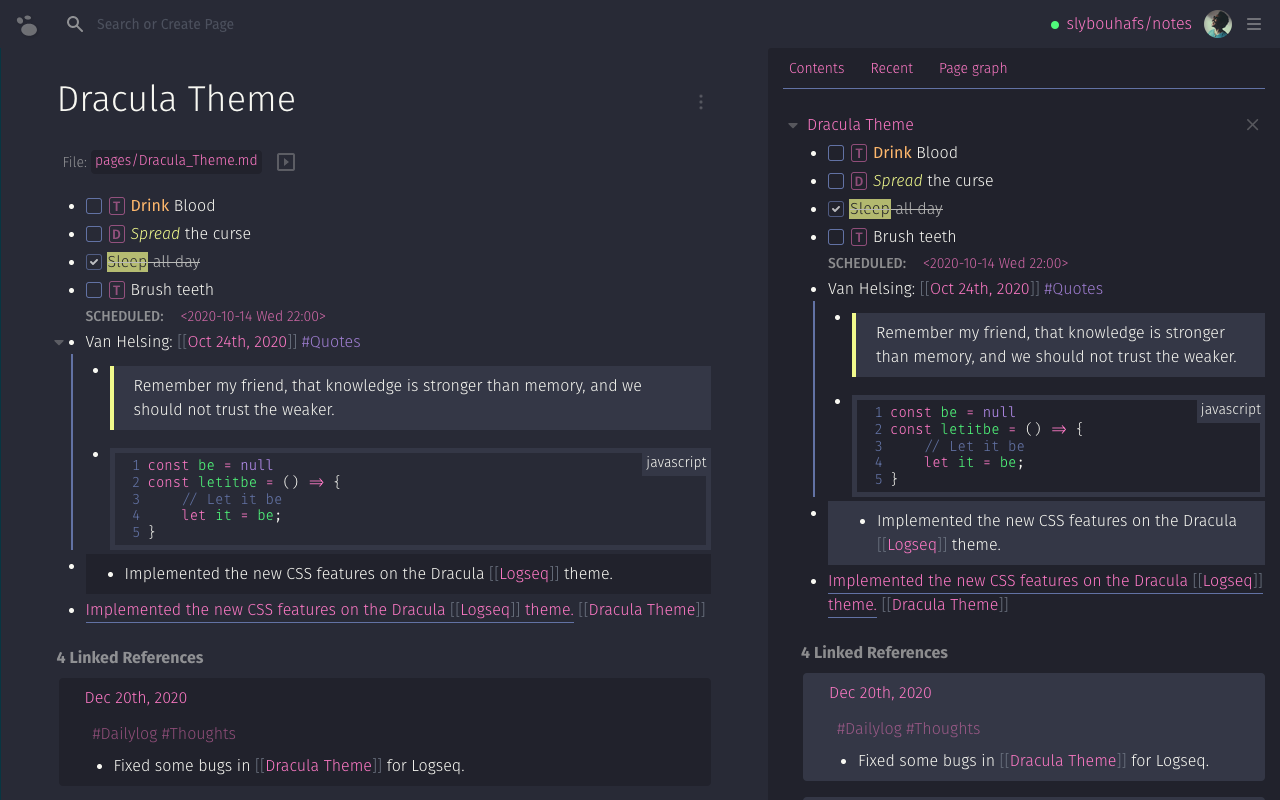 Search or Create Page
slybouhafs/notes
Dracula Theme
File: pages/Dracula_Theme.md
T Drink Blood
D Spread the curse
Sleep all day
T Brush teeth
SCHEDULED: <2020-10-14 Wed 22:00>
Van Helsing: [[Oct 24th, 2020]] #Quotes
Remember my friend, that knowledge is stronger than memory, and we
should not trust the weaker.
javascript
1 const be = null
2 const letitbe = () => {
3 // Let it be
4 let it = be;
5 }
Implemented the new CSS features on the Dracula [[Logseq]] theme.
Implemented the new CSS features on the Dracula [[Logseq]] theme. [[Dracula Theme]]
4 Linked References
Dec 20th, 2020
#Dailylog #Thoughts
Fixed some bugs in [[Dracula Theme]] for Logseq.
Contents Recent Page graph
Dracula Theme
T Drink Blood
D Spread the curse
Sleep all day
T Brush teeth
SCHEDULED: <2020-10-14 Wed 22:00>
Van Helsing: [[Oct 24th, 2020]] #Quotes
Remember my friend, that knowledge is stronger
than memory, and we should not trust the weaker.
javascript
1 const be = null
2 const letitbe = () => {
3 // Let it be
4 let it = be;
5 }
Implemented the new CSS features on the Dracula
[[Logseq]] theme.
Implemented the new CSS features on the Dracula [[Logseq]]
theme. [[Dracula Theme]]
4 Linked References
Dec 20th, 2020
#Dailylog #Thoughts
Fixed some bugs in [[Dracula Theme]] for Logseq.